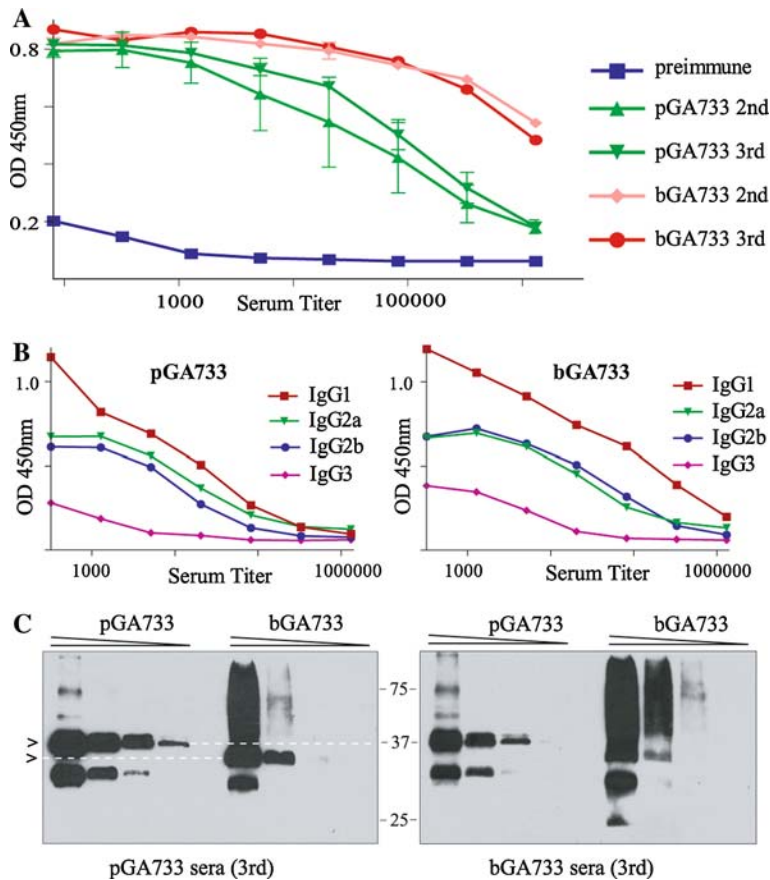 A
0.8
OD 450nm
0.2
1000
Serum Titer
100000
preimmune
pGA733 2nd
pGA733 3rd
bGA733 2nd
bGA733 3rd
B
pGA733
1.0
OD 450nm
IgG1
IgG2a
IgG2b
IgG3
1000
Serum Titer
1000000
bGA733
1.0
OD 450nm
IgG1
IgG2a
IgG2b
IgG3
1000
Serum Titer
1000000
C
pGA733
bGA733
pGA733
bGA733
>>
>
- 75 -
- 37 -
- 25 -
pGA733 sera (3rd)
bGA733 sera (3rd)